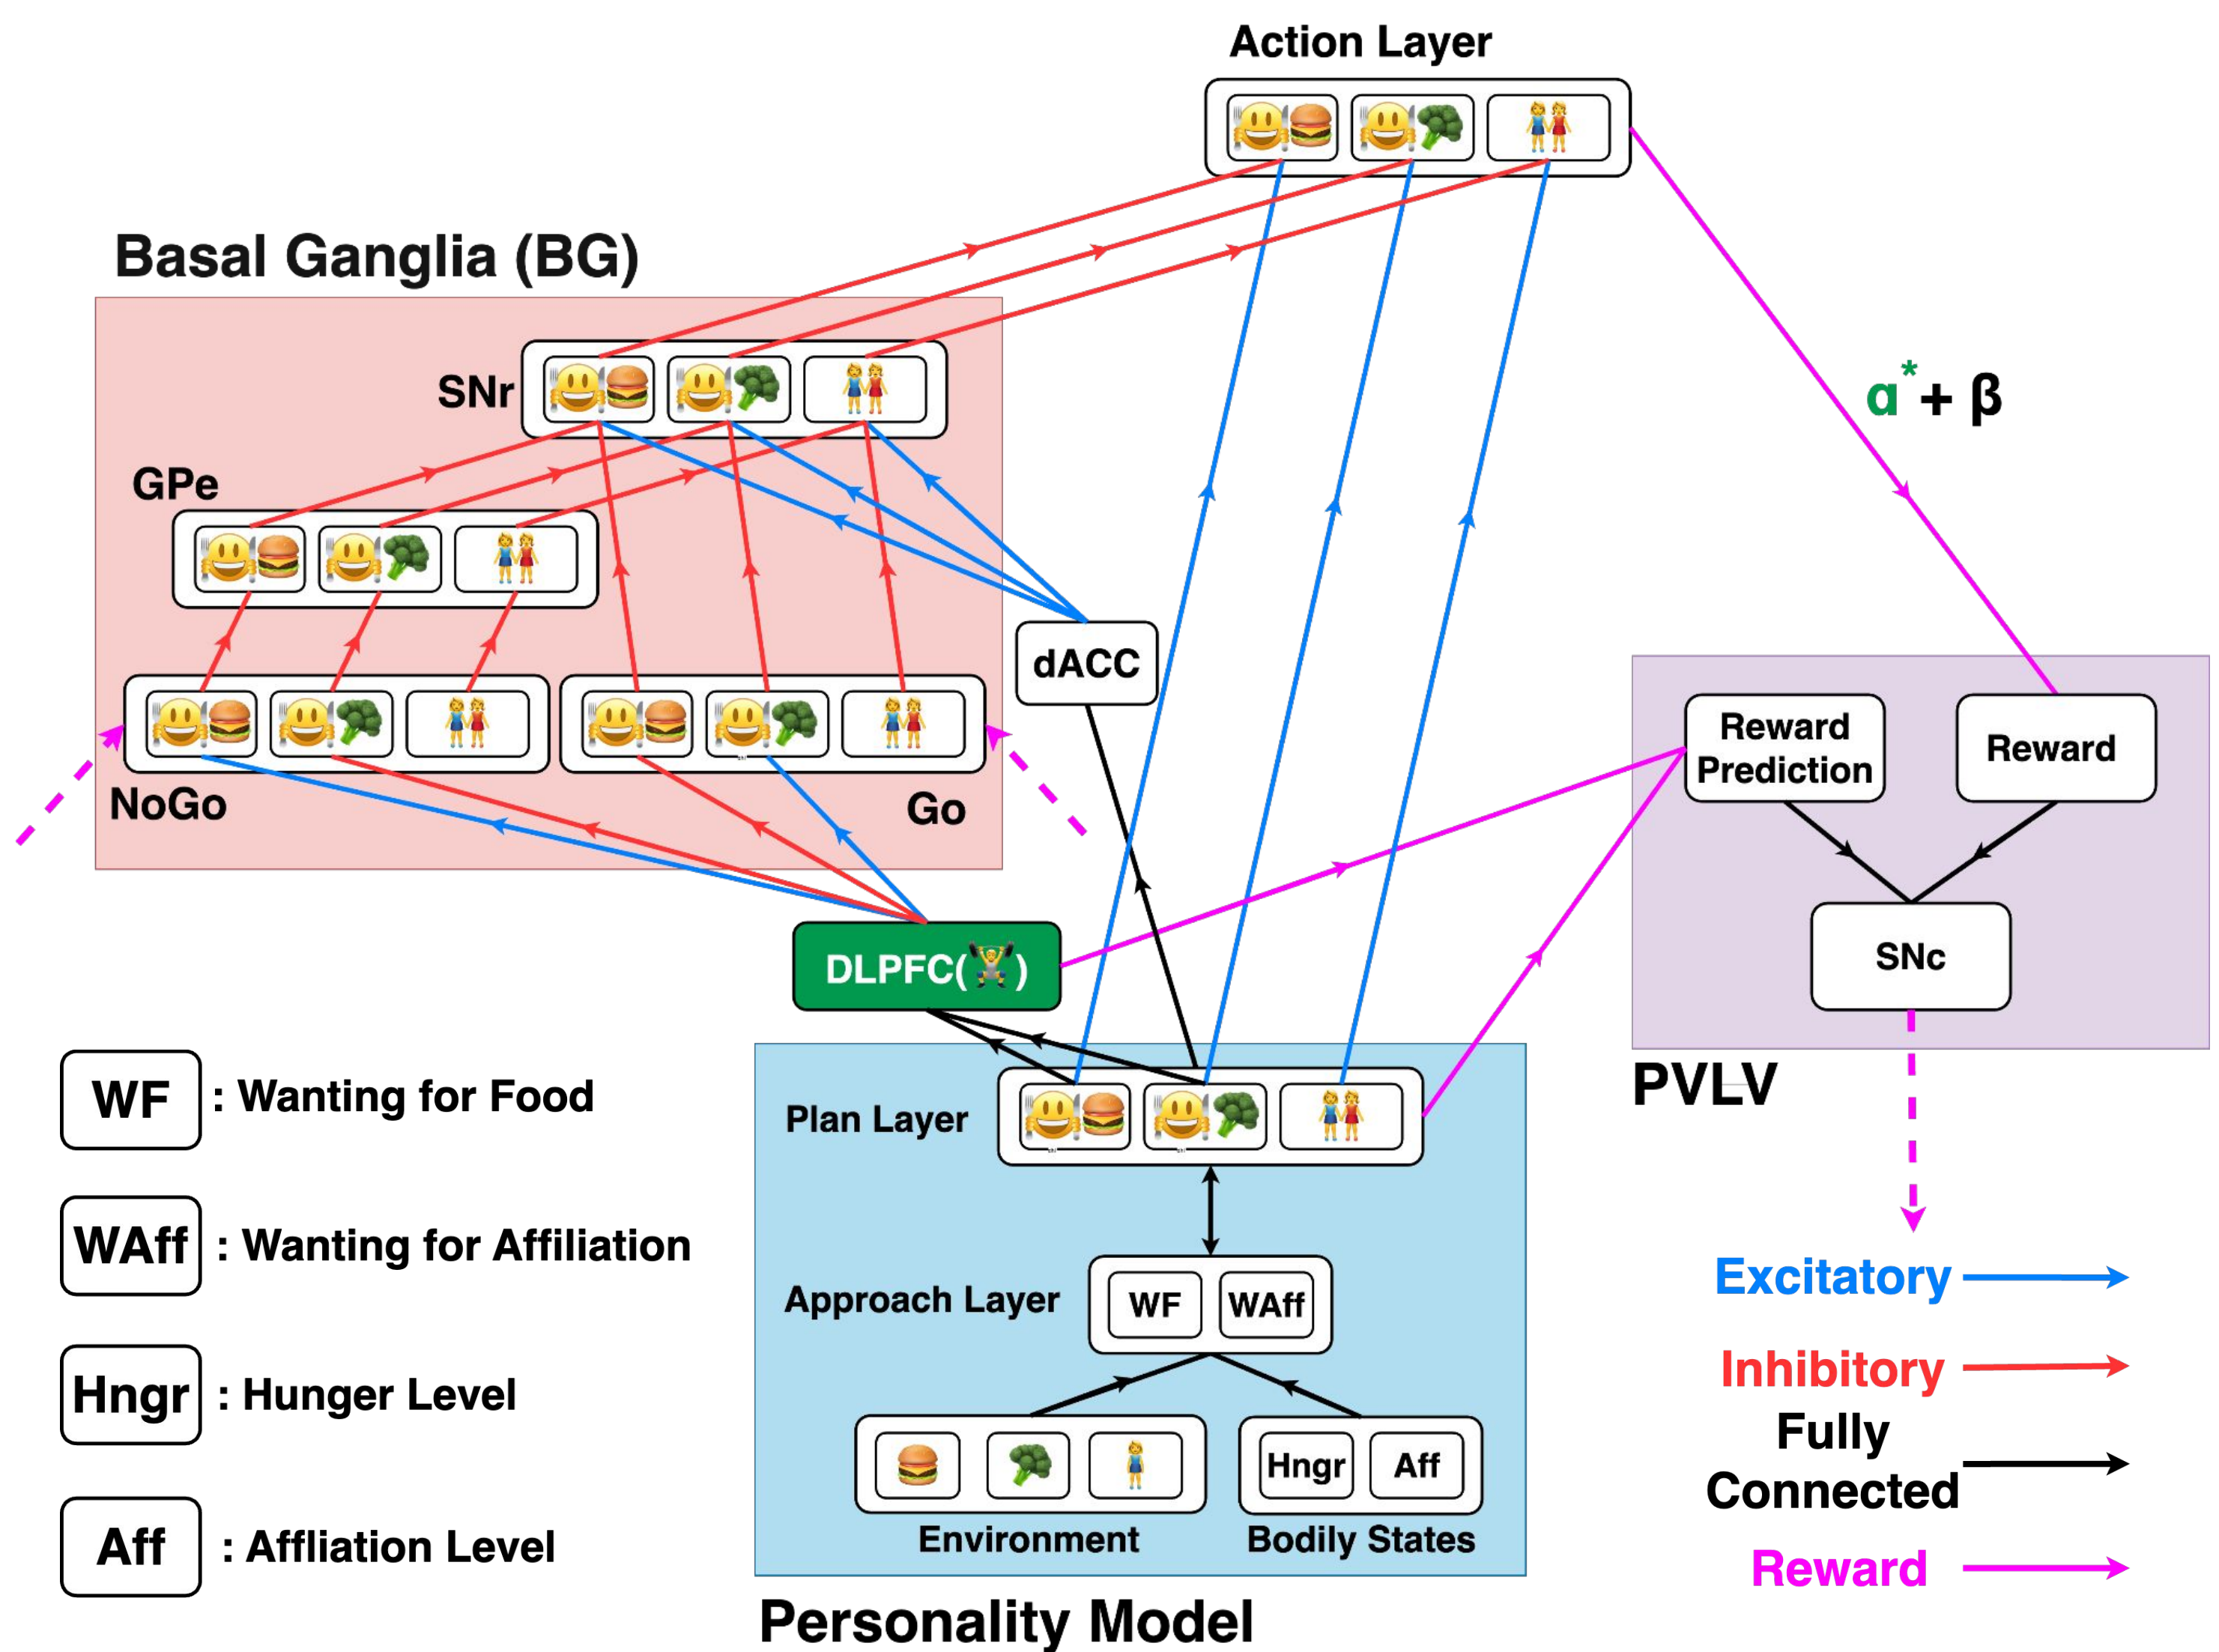 Action Layer
Basal Ganglia (BG)
α* + β
SNr
GPe
dACC
Reward
Prediction
Reward
NoGo
Go
DLPFC( )
SNc
PVLV
Plan Layer
WF : Wanting for Food
WAff : Wanting for Affiliation
Approach Layer
WF
WAff
Excitatory
Inhibitory
Hngr : Hunger Level
Fully
Connected
Hngr
Aff
Environment
Bodily States
Aff : Affliation Level
Reward
Personality Model